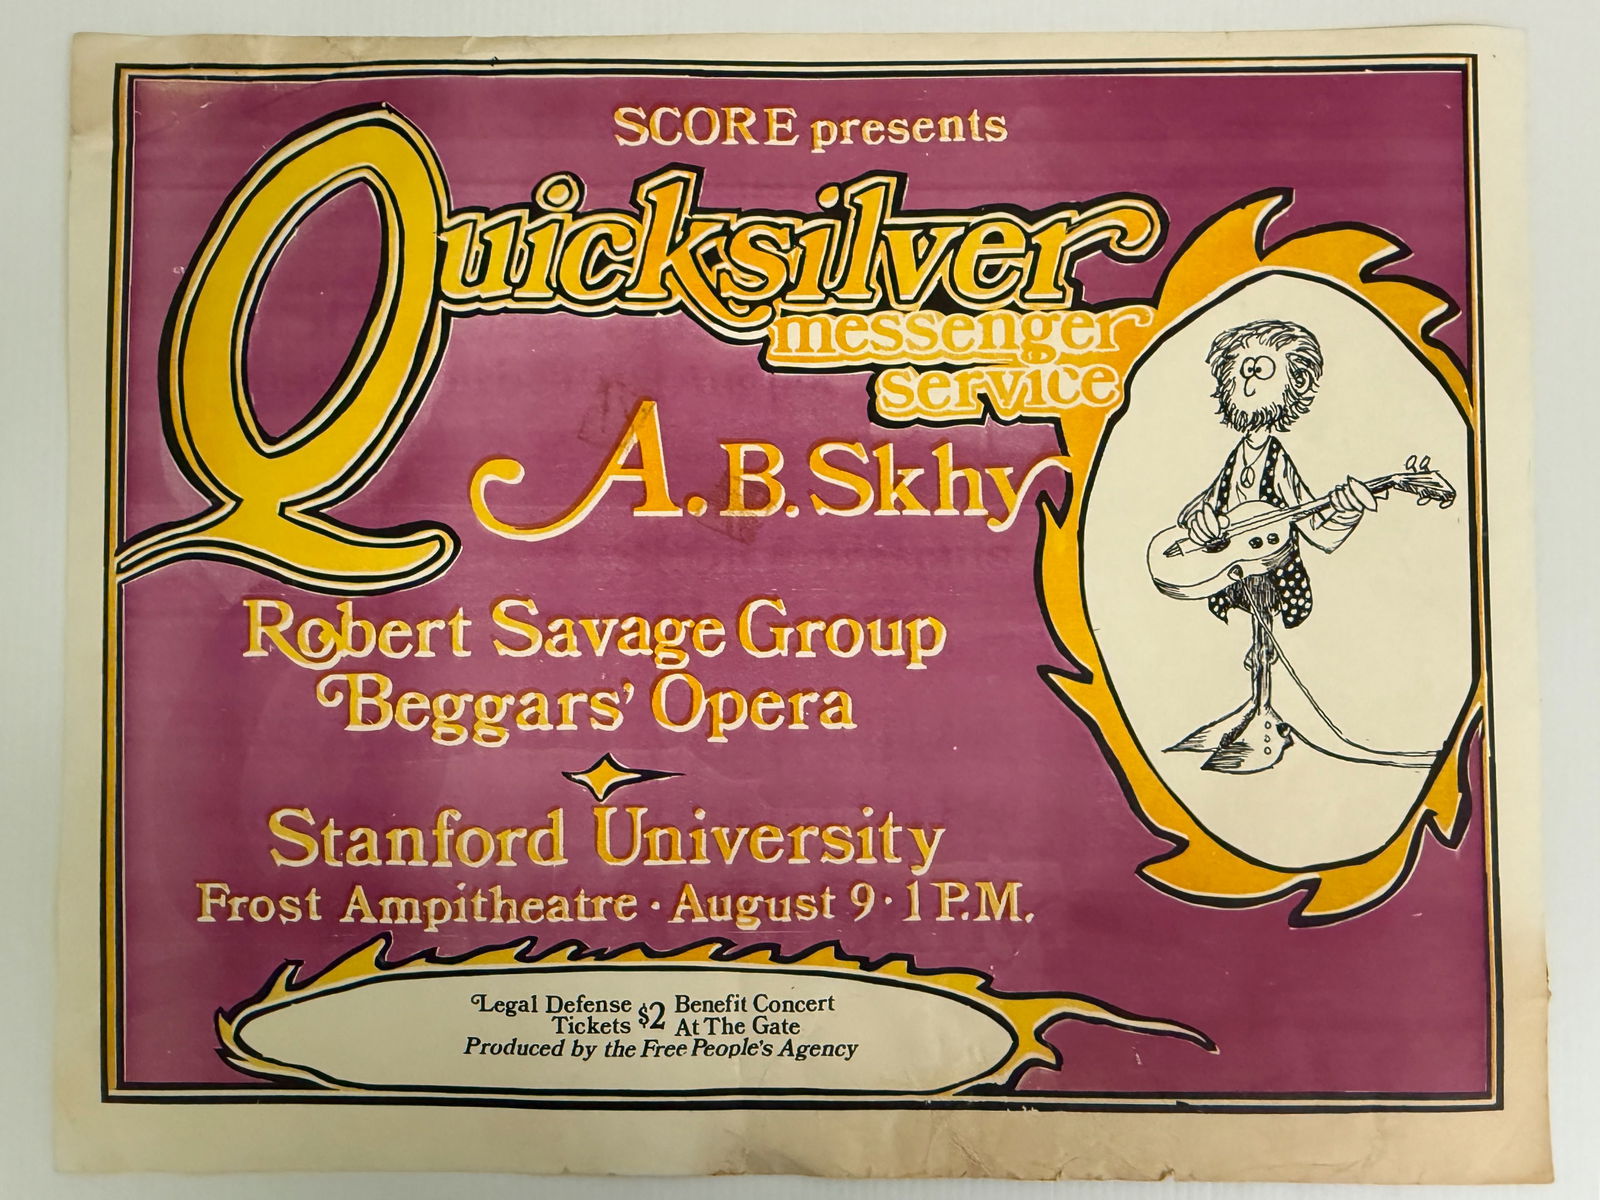 SCORE presents
Quicksilver
messenger
service
A. B. Skhy
Robert Savage Group
Beggars' Opera
Stanford University
Frost Ampitheatre · August 9 · 1 P.M.
Legal Defense $2 Benefit Concert
Tickets At The Gate
Produced by the Free People's Agency